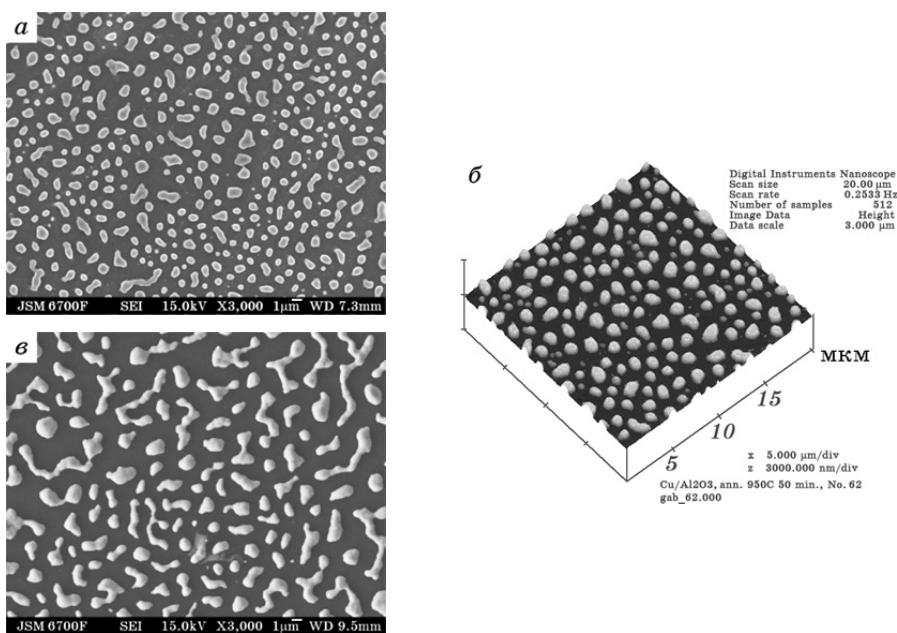 а
JSM 6700F SEI 15.0kV X3,000 1μm WD 7.3mm
б
Digital Instruments Nanoscope
Scan size 20.00 μm
Scan rate 0.2533 Hz
Number of samples 512
Image Data Height
Data scale 3.000 μm
мкм
15
10
5
x 5.000 μm/div
z 3000.000 nm/div
Cu/Al2O3, ann. 950C 50 min., No. 62
gab_62.000
в
JSM 6700F SEI 15.0kV X3,000 1μm WD 9.5mm